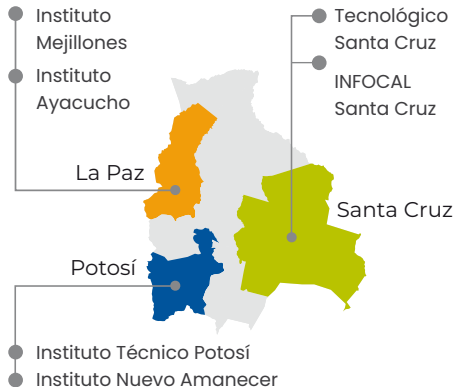 Instituto
Mejillones
Instituto
Ayacucho
Tecnológico
Santa Cruz
INFOCAL
Santa Cruz
La Paz
Santa Cruz
Potosí
Instituto Técnico Potosí
Instituto Nuevo Amanecer